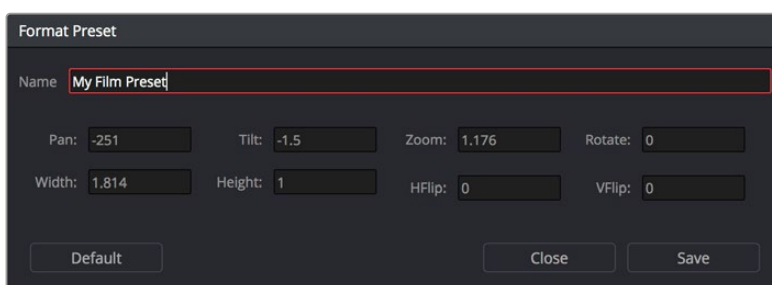 Format Preset
Name My Film Preset
Pan: -251 Tilt: -1.5 Zoom: 1.176 Rotate: 0
Width: 1.814 Height: 1 HFlip: 0 VFlip: 0
Default Close Save